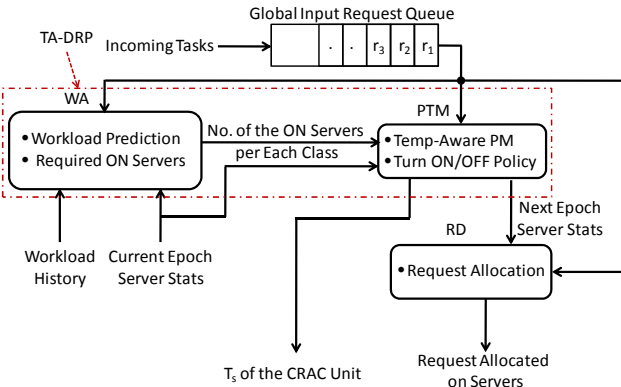 Global Input Request Queue
TA-DRP
Incoming Tasks
. . r3 r2 r1
WA
PTM
• Workload Prediction
• Required ON Servers
No. of the ON Servers
per Each Class
• Temp-Aware PM
• Turn ON/OFF Policy
Next Epoch
Server Stats
RD
Workload
History
Current Epoch
Server Stats
• Request Allocation
Ts of the CRAC Unit
Request Allocated
on Servers